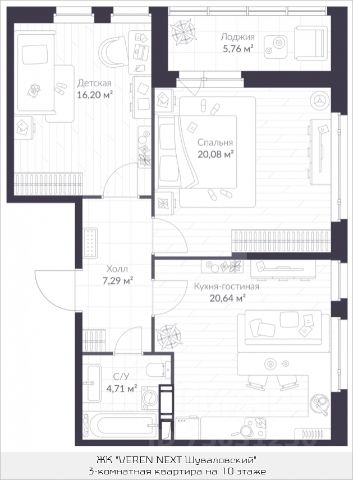 Лоджия
5.76 м²
Детская
16.20 м²
Спальня
20.08 м²
Холл
7.29 м²
Кухня-гостиная
20.64 м²
С/У
4.71 м²
ЖК "VEREN NEXT Шуваловский"
3-комнатная квартира на 10 этаже